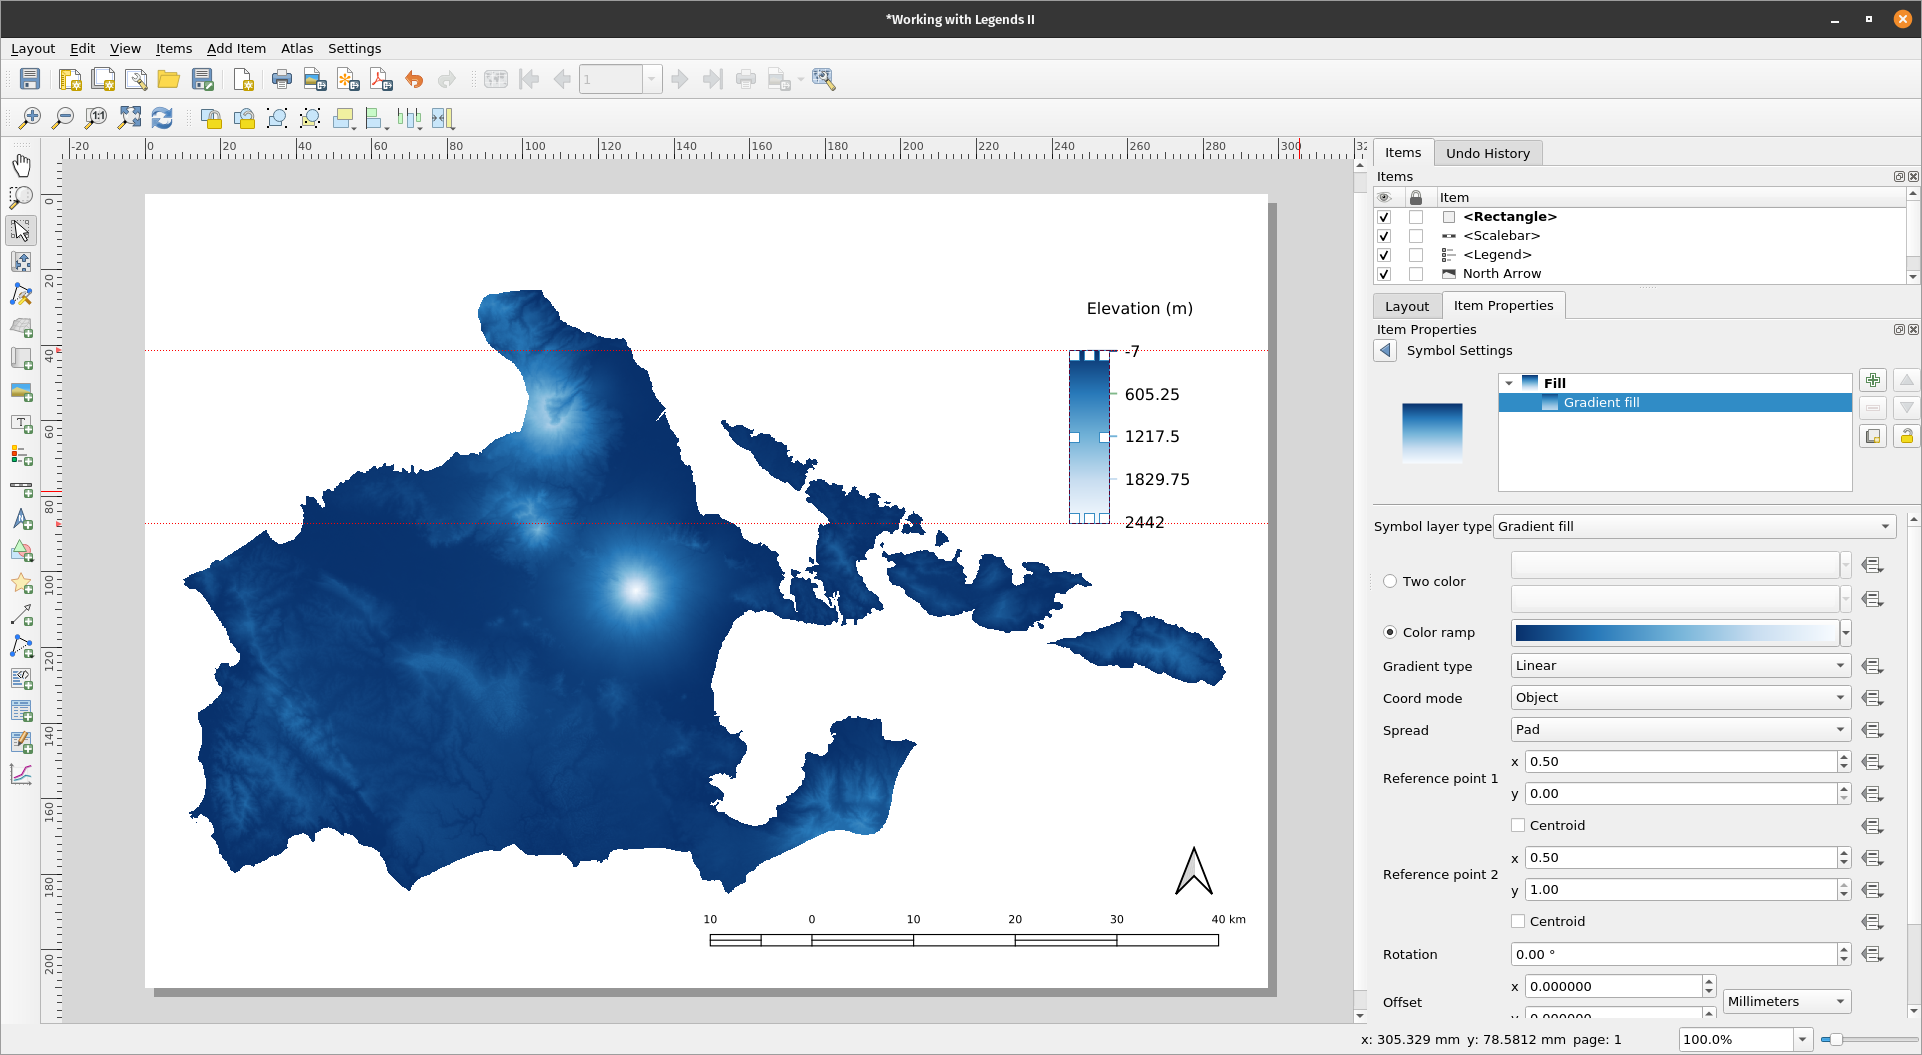 *Working with Legends II
Layout Edit View Items Add Item Atlas Settings
1
1:1
-20 0 20 40 60 80 100 120 140 160 180 200 220 240 260 280 300 32
0
20
40
60
80
100
120
140
160
180
200
Elevation (m)
-7
605.25
1217.5
1829.75
2442
10 0 10 20 30 40 km
Items Undo History
Items
Item
<Rectangle>
<Scalebar>
<Legend>
North Arrow
Layout Item Properties
Item Properties
Symbol Settings
Fill
Gradient fill
Symbol layer type Gradient fill
Two color
Color ramp
Gradient type Linear
Coord mode Object
Spread Pad
Reference point 1
x 0.50
y 0.00
Centroid
Reference point 2
x 0.50
y 1.00
Centroid
Rotation 0.00 °
Offset
x 0.000000
Millimeters
y 0.000000
x: 305.329 mm y: 78.5812 mm page: 1 100.0%